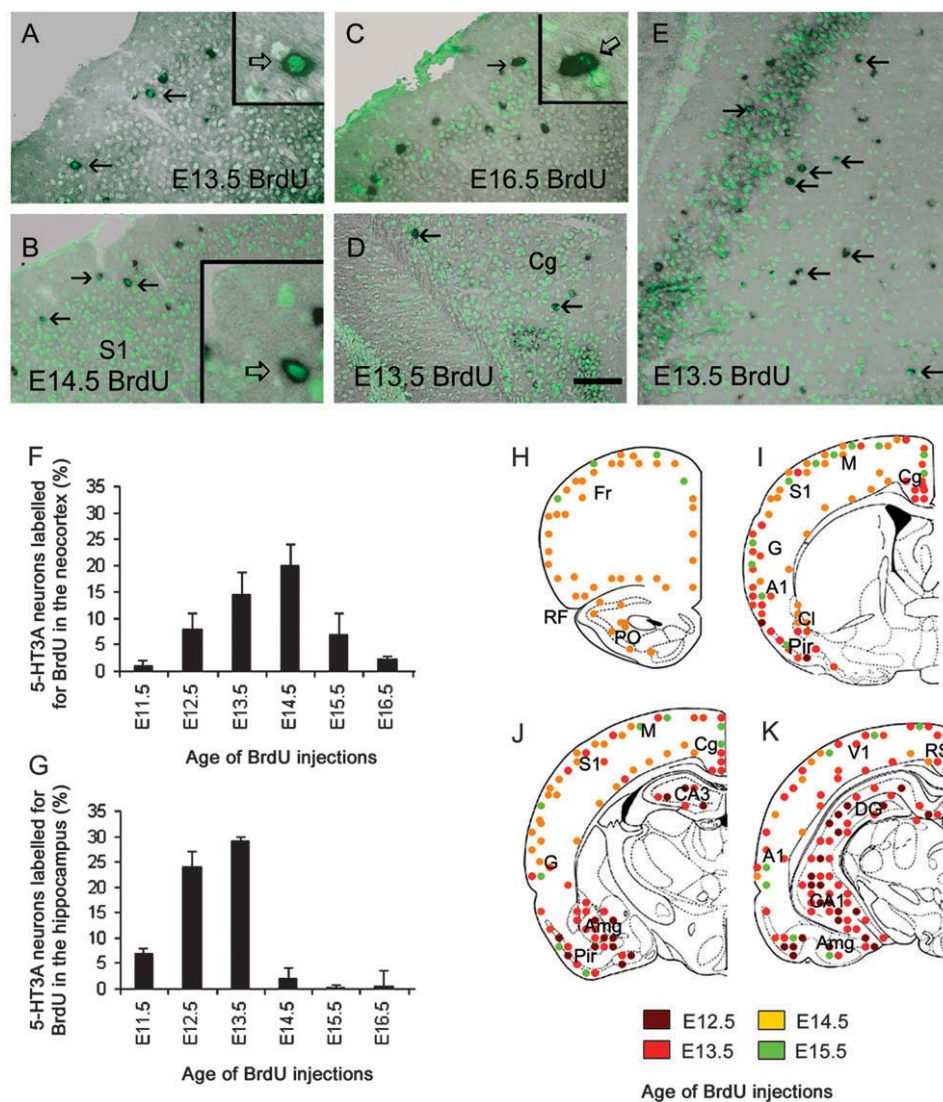 A
E13.5 BrdU
B
S1
E14.5 BrdU
C
E16.5 BrdU
D
Cg
E13.5 BrdU
E
E13.5 BrdU
F
5-HT3A neurons labelled
for BrdU in the neocortex (%)
35
30
25
20
15
10
5
0
E11.5
E12.5
E13.5
E14.5
E15.5
E16.5
Age of BrdU injections
G
5-HT3A neurons labelled for
BrdU in the hippocampus (%)
35
30
25
20
15
10
5
0
E11.5
E12.5
E13.5
E14.5
E15.5
E16.5
Age of BrdU injections
H
Fr
RF
PO
I
M
S1
Cg
G
A1
Cl
Pir
J
M
S1
Cg
CA3
G
Amg
Pir
K
V1
RS
DG
A1
CA1
Amg
E12.5
E14.5
E13.5
E15.5
Age of BrdU injections